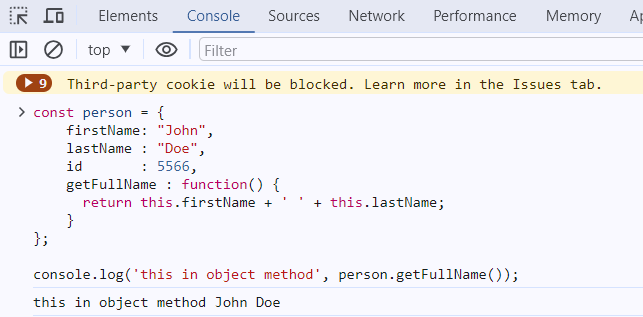 Elements Console Sources Network Performance Memory
top Filter
9 Third-party cookie will be blocked. Learn more in the Issues tab.
const person = {
    firstName: "John",
    lastName : "Doe",
    id       : 5566,
    getFullName : function() {
      return this.firstName + ' ' + this.lastName;
    }
};
console.log('this in object method', person.getFullName());
this in object method John Doe